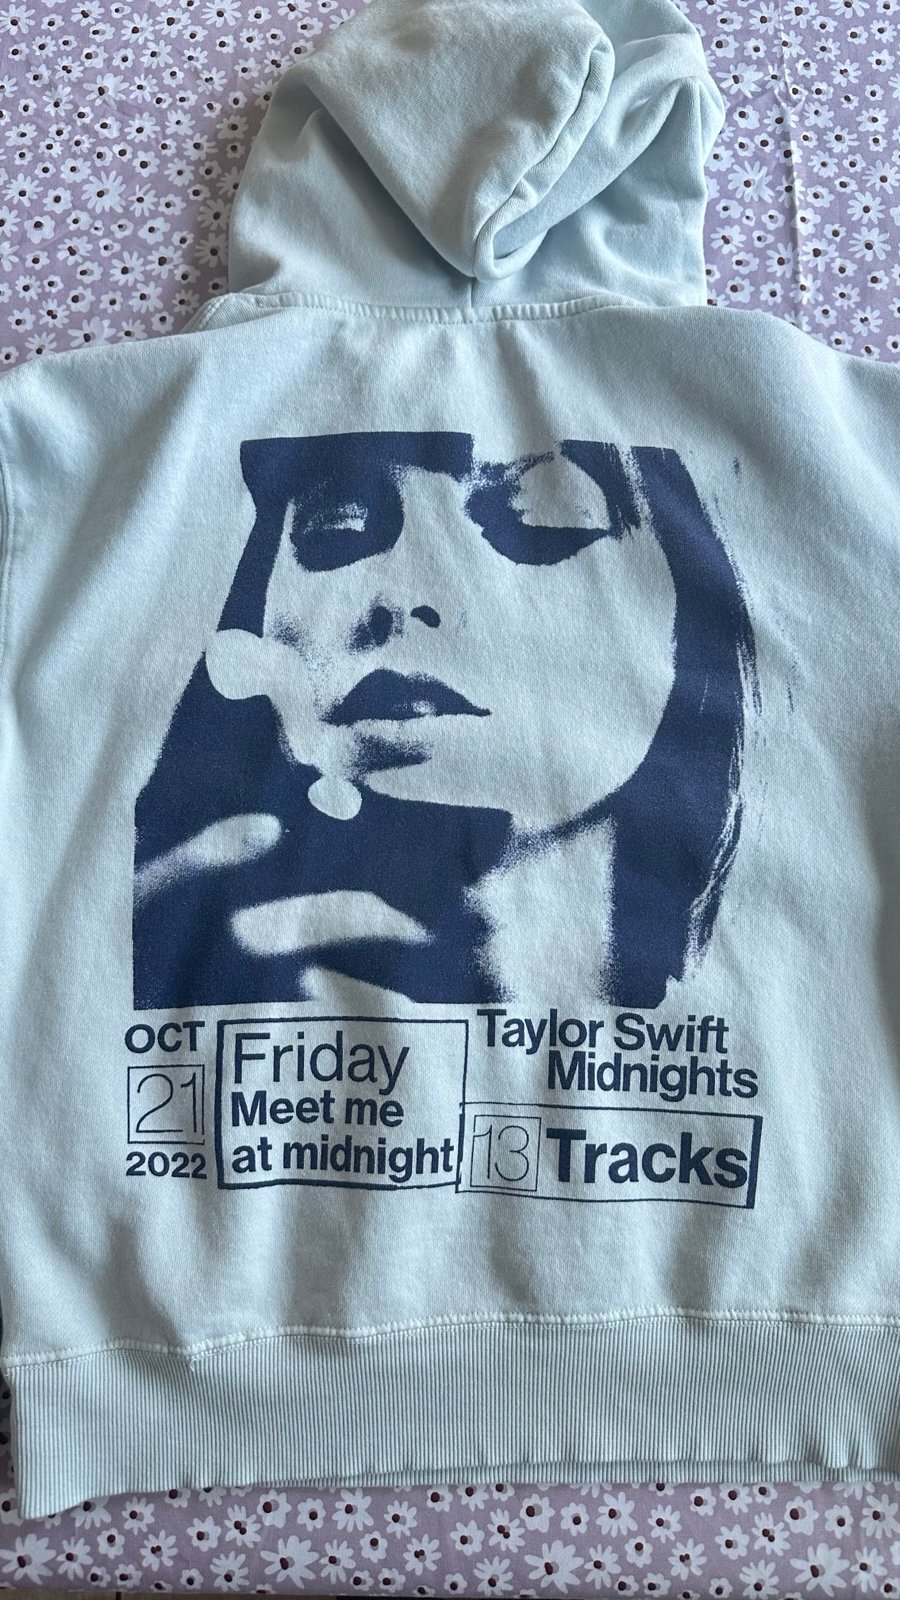 OCT
21
2022
Friday
Meet me
at midnight
Taylor Swift
Midnights
13 Tracks